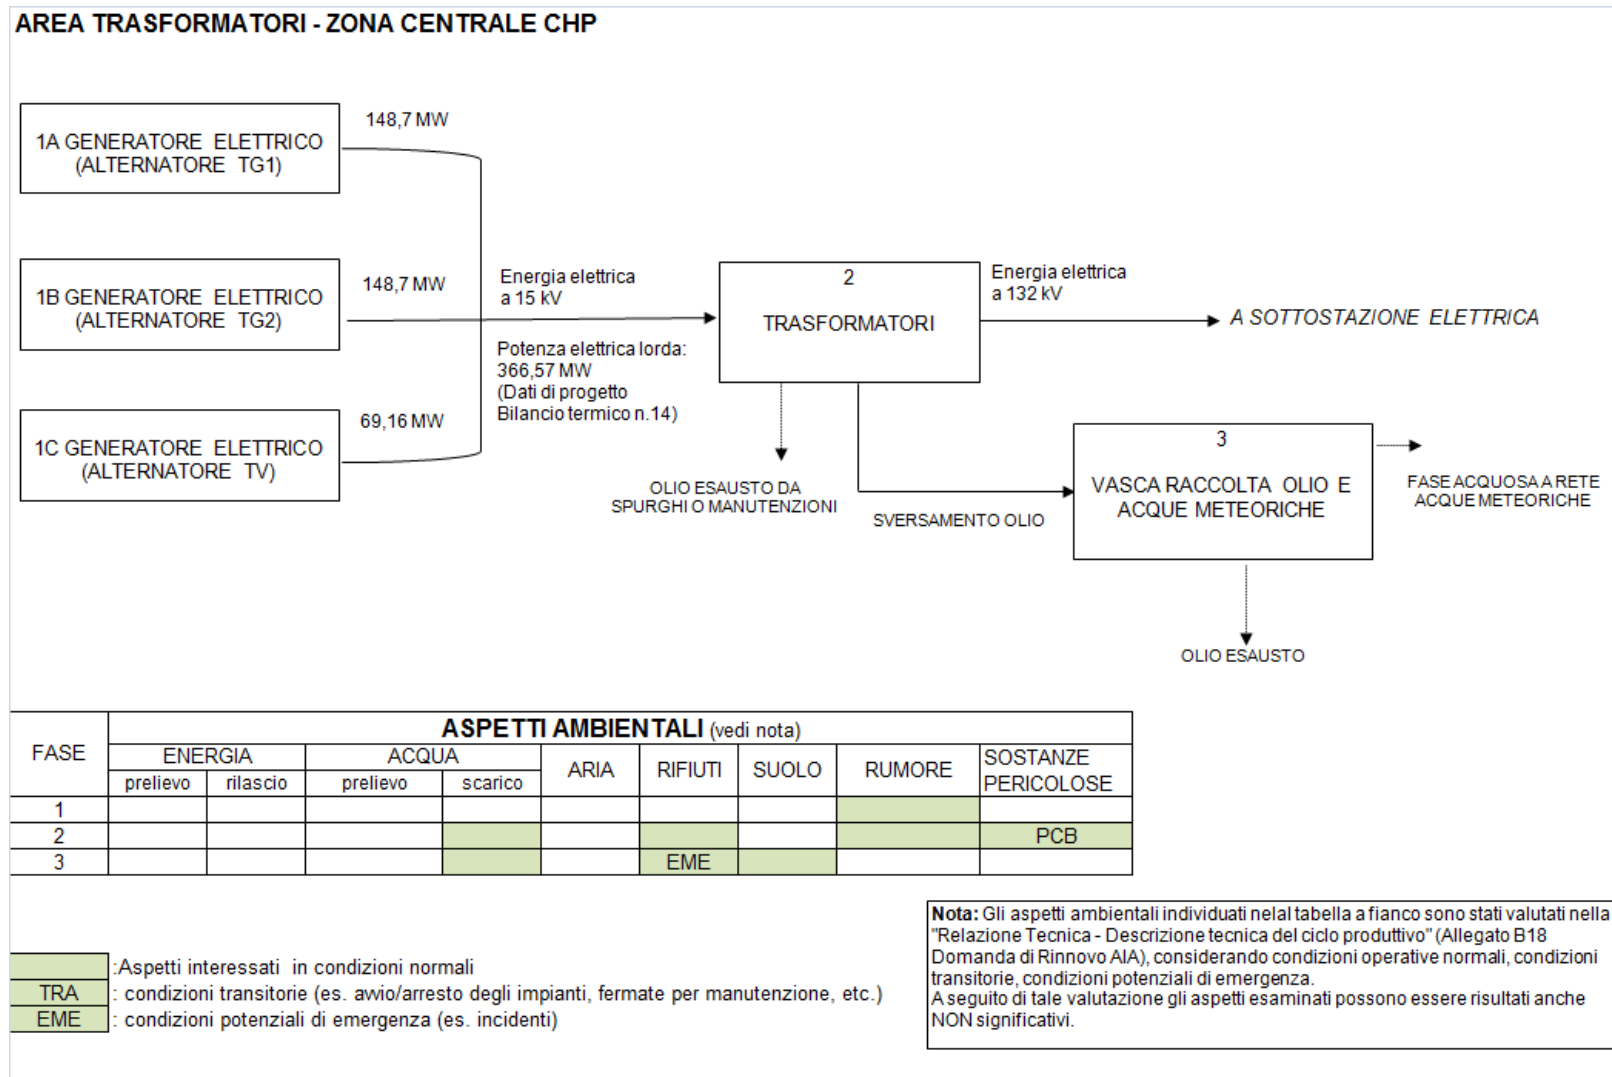 AREA TRASFORMATORI - ZONA CENTRALE CHP
148,7 MW
1A GENERATORE ELETTRICO
(ALTERNATORE TG1)
148,7 MW
1B GENERATORE ELETTRICO
(ALTERNATORE TG2)
69,16 MW
1C GENERATORE ELETTRICO
(ALTERNATORE TV)
Energia elettrica
a 15 kV
Potenza elettrica lorda:
366,57 MW
(Dati di progetto
Bilancio termico n.14)
2
TRASFORMATORI
Energia elettrica
a 132 kV
A SOTTOSTAZIONE ELETTRICA
OLIO ESAUSTO DA
SPURGHI O MANUTENZIONI
SVERSAMENTO OLIO
3
VASCA RACCOLTA OLIO E
ACQUE METEORICHE
FASE ACQUOSA A RETE
ACQUE METEORICHE
OLIO ESAUSTO
FASE
ASPETTI AMBIENTALI (vedi nota)
ENERGIA ACQUA ARIA RIFIUTI SUOLO RUMORE SOSTANZE
PERICOLOSE
prelievo rilascio prelievo scarico
1
2 PCB
3 EME
:Aspetti interessati in condizioni normali
TRA : condizioni transitorie (es. avvio/arresto degli impianti, fermate per manutenzione, etc.)
EME : condizioni potenziali di emergenza (es. incidenti)
Nota: Gli aspetti ambientali individuati nelal tabella a fianco sono stati valutati nella
"Relazione Tecnica - Descrizione tecnica del ciclo produttivo" (Allegato B18
Domanda di Rinnovo AIA), considerando condizioni operative normali, condizioni
transitorie, condizioni potenziali di emergenza.
A seguito di tale valutazione gli aspetti esaminati possono essere risultati anche
NON significativi.